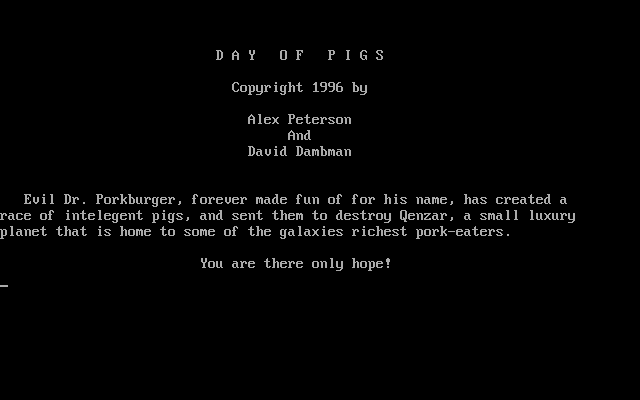 D A Y   O F   P I G S
Copyright 1996 by
Alex Peterson
And
David Dambman
Evil Dr. Porkburger, forever made fun of for his name, has created a
race of intelegent pigs, and sent them to destroy Qenzar, a small luxury
planet that is home to some of the galaxies richest pork-eaters.
You are there only hope!